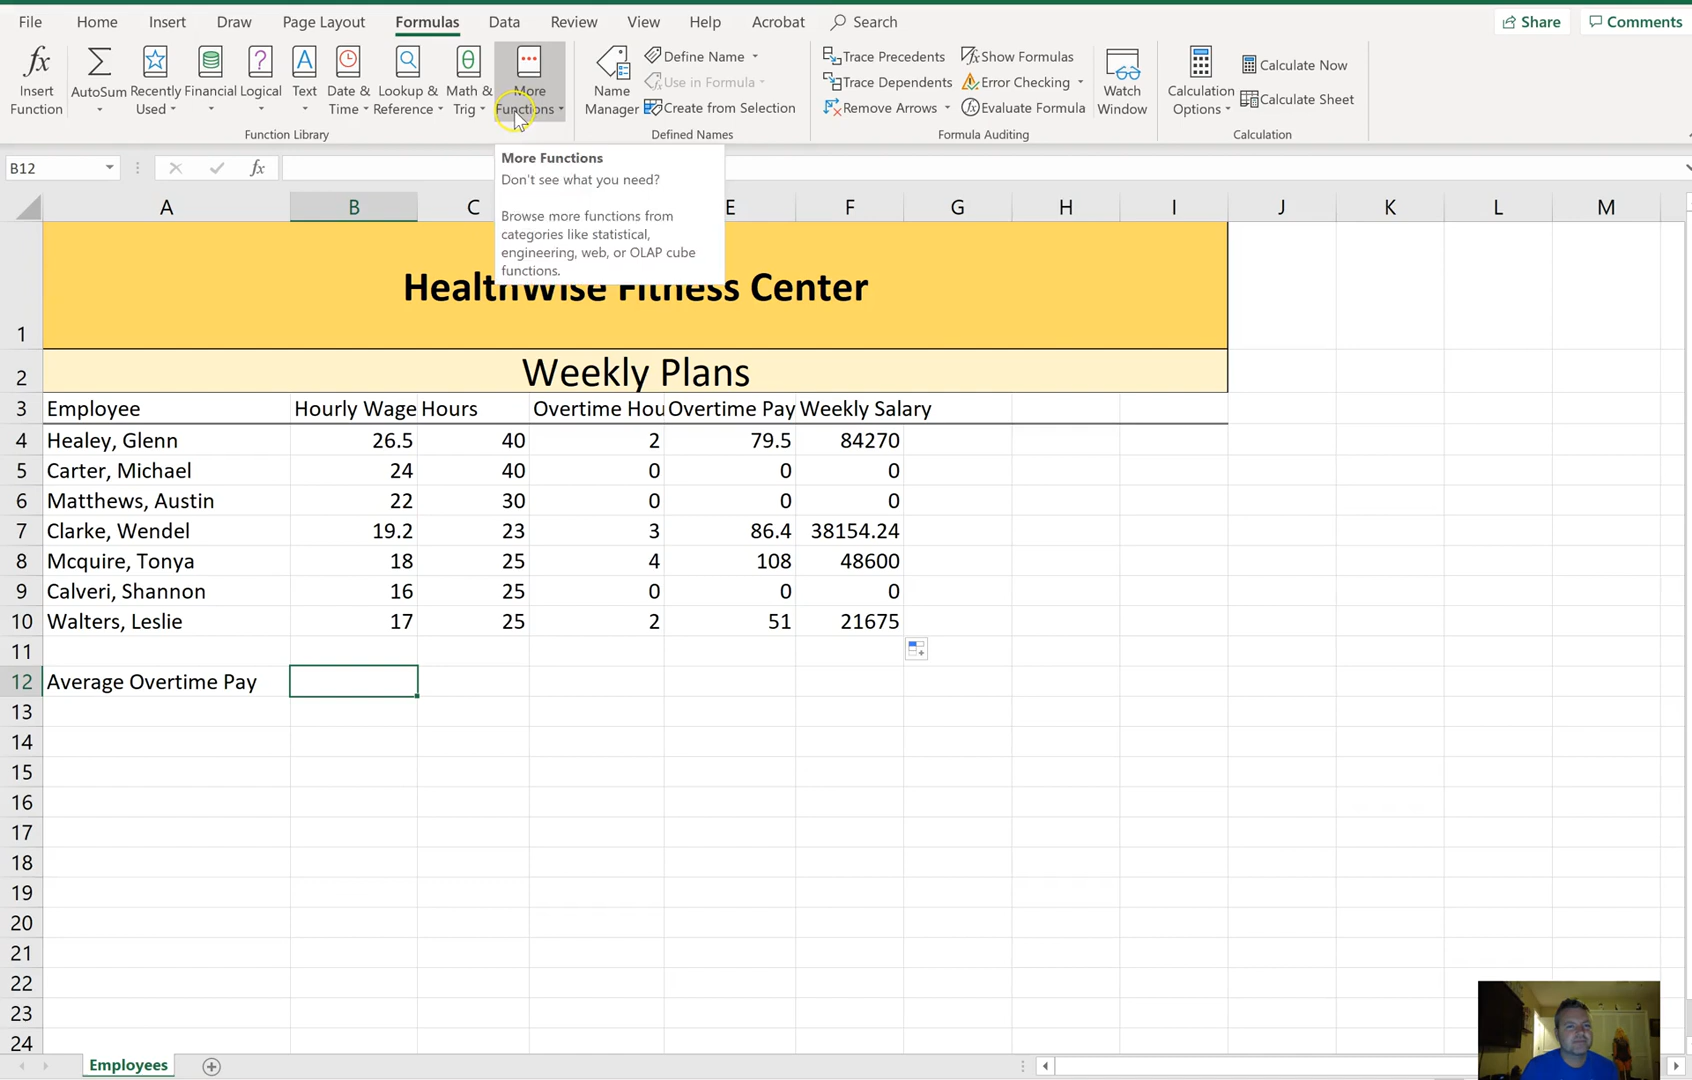 File Home Insert Draw Page Layout Formulas Data Review View Help Acrobat Search Share Comments
Insert Function
AutoSum
Recently Used
Financial
Logical
Text
Date & Time
Lookup & Reference
Math & Trig
More Functions
Function Library
Name Manager
Define Name
Use in Formula
Create from Selection
Defined Names
Trace Precedents
Trace Dependents
Remove Arrows
Show Formulas
Error Checking
Evaluate Formula
Formula Auditing
Watch Window
Calculation Options
Calculate Now
Calculate Sheet
Calculation
B12
fx
More Functions
Don't see what you need?
Browse more functions from
categories like statistical,
engineering, web, or OLAP cube
functions.
A B C E F G H I J K L M
1 HealthWise Fitness Center
2 Weekly Plans
3 Employee Hourly Wage Hours Overtime Hou Overtime Pay Weekly Salary
4 Healey, Glenn 26.5 40 2 79.5 84270
5 Carter, Michael 24 40 0 0 0
6 Matthews, Austin 22 30 0 0 0
7 Clarke, Wendel 19.2 23 3 86.4 38154.24
8 Mcquire, Tonya 18 25 4 108 48600
9 Calveri, Shannon 16 25 0 0 0
10 Walters, Leslie 17 25 2 51 21675
11
12 Average Overtime Pay
13
14
15
16
17
18
19
20
21
22
23
24
Employees